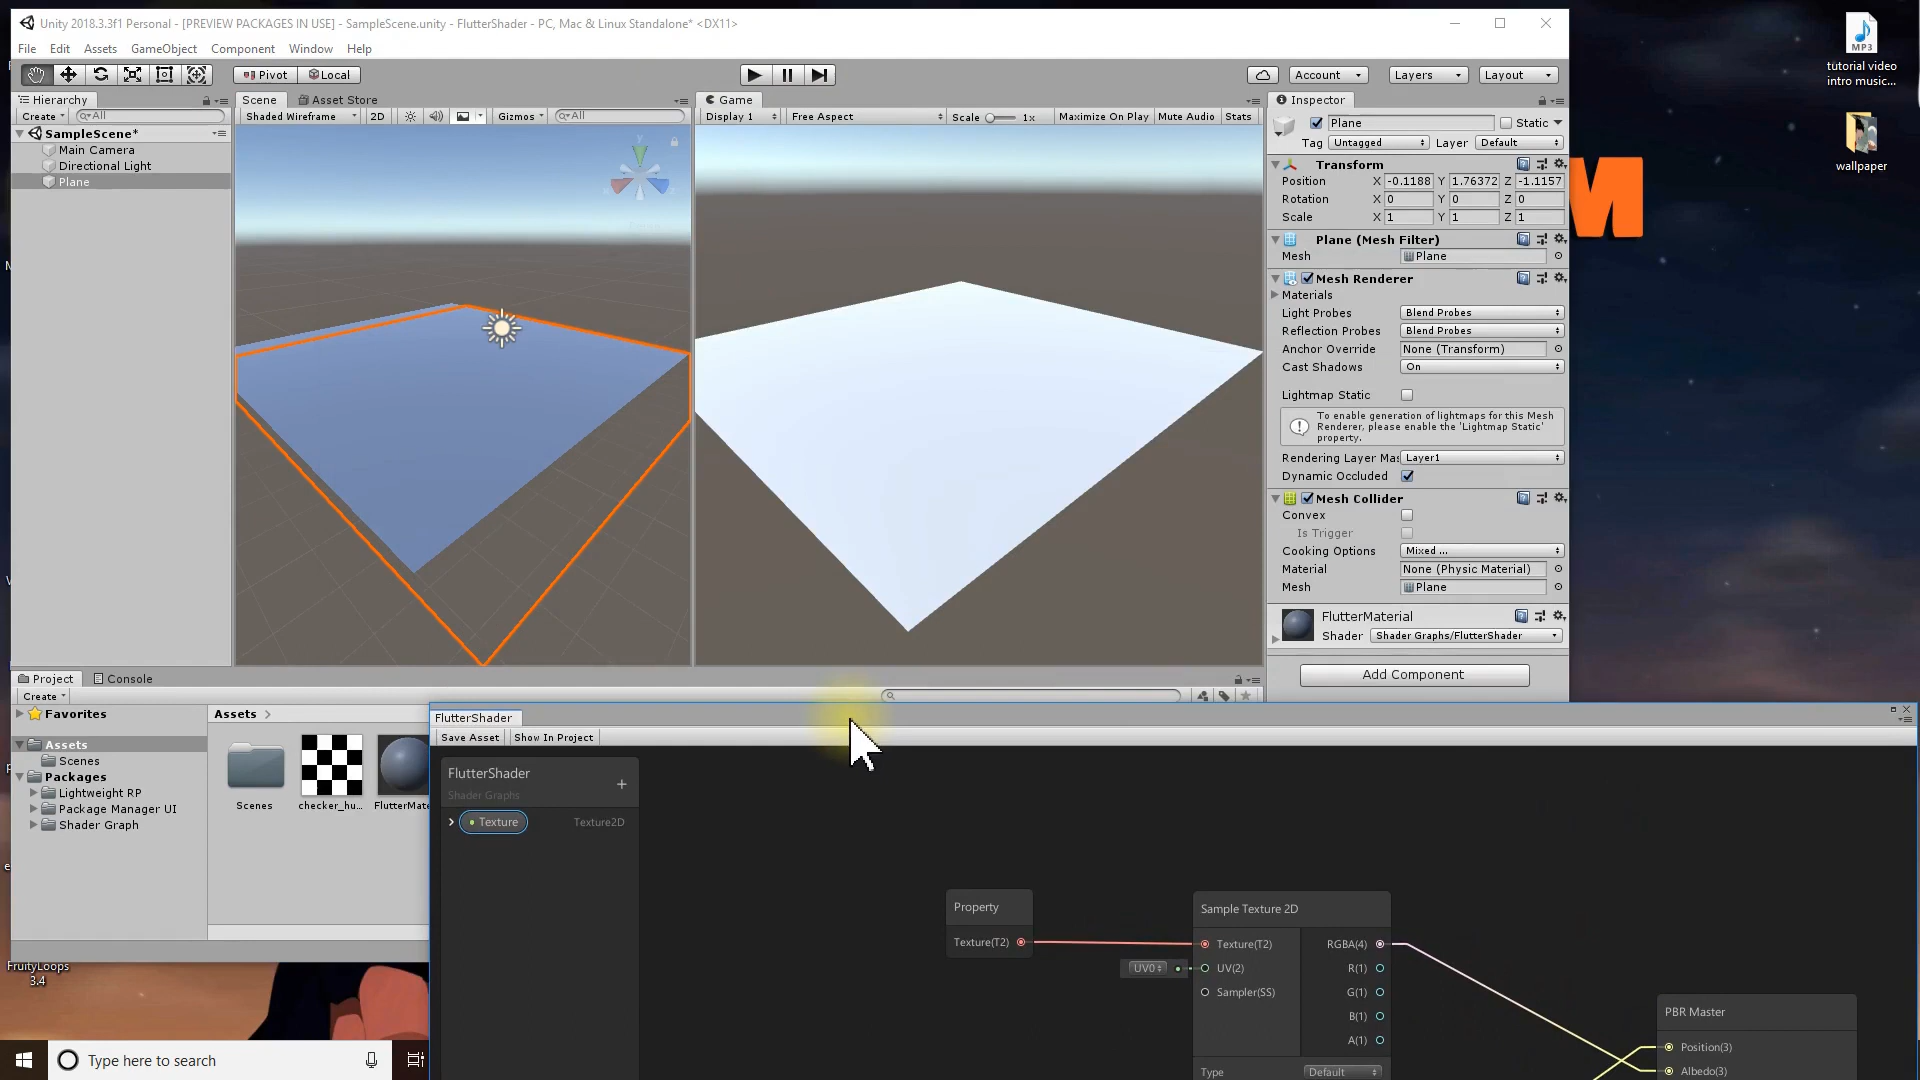 Unity 2018.3.3f1 Personal - [PREVIEW PACKAGES IN USE] - SampleScene.unity - FlutterShader - PC, Mac & Linux Standalone* <DX11>
File Edit Assets GameObject Component Window Help
Pivot Local Account Layers Layout
Hierarchy Scene Asset Store Game Inspector
Create All Shaded Wireframe 2D Gizmos All Display 1 Free Aspect Scale 1x Maximize On Play Mute Audio Stats
SampleScene*
Main Camera
Directional Light
Plane
Plane Static
Tag Untagged Layer Default
Transform
Position X -0.1188 Y 1.76372 Z -1.1157
Rotation X 0 Y 0 Z 0
Scale X 1 Y 1 Z 1
Plane (Mesh Filter)
Mesh Plane
Mesh Renderer
Materials
Light Probes Blend Probes
Reflection Probes Blend Probes
Anchor Override None (Transform)
Cast Shadows On
Lightmap Static
To enable generation of lightmaps for this Mesh
Renderer, please enable the 'Lightmap Static'
property.
Rendering Layer Mas Layer1
Dynamic Occluded
Mesh Collider
Convex
Is Trigger
Cooking Options Mixed ...
Material None (Physic Material)
Mesh Plane
FlutterMaterial
Shader Shader Graphs/FlutterShader
Add Component
Project Console
Create
Favorites
Assets
Scenes
Packages
Lightweight RP
Package Manager UI
Shader Graph
Assets
Scenes checker_hu... FlutterMate
FlutterShader
Save Asset Show In Project
FlutterShader
Shader Graphs
Texture Texture2D
Property
Texture(T2)
Sample Texture 2D
Texture(T2) RGBA(4)
UV0 UV(2) R(1)
Sampler(SS) G(1)
B(1)
A(1)
Type Default
PBR Master
Position(3)
Albedo(3)
MP3
tutorial video
intro music...
wallpaper
M
FruityLoops
3.4
Type here to search